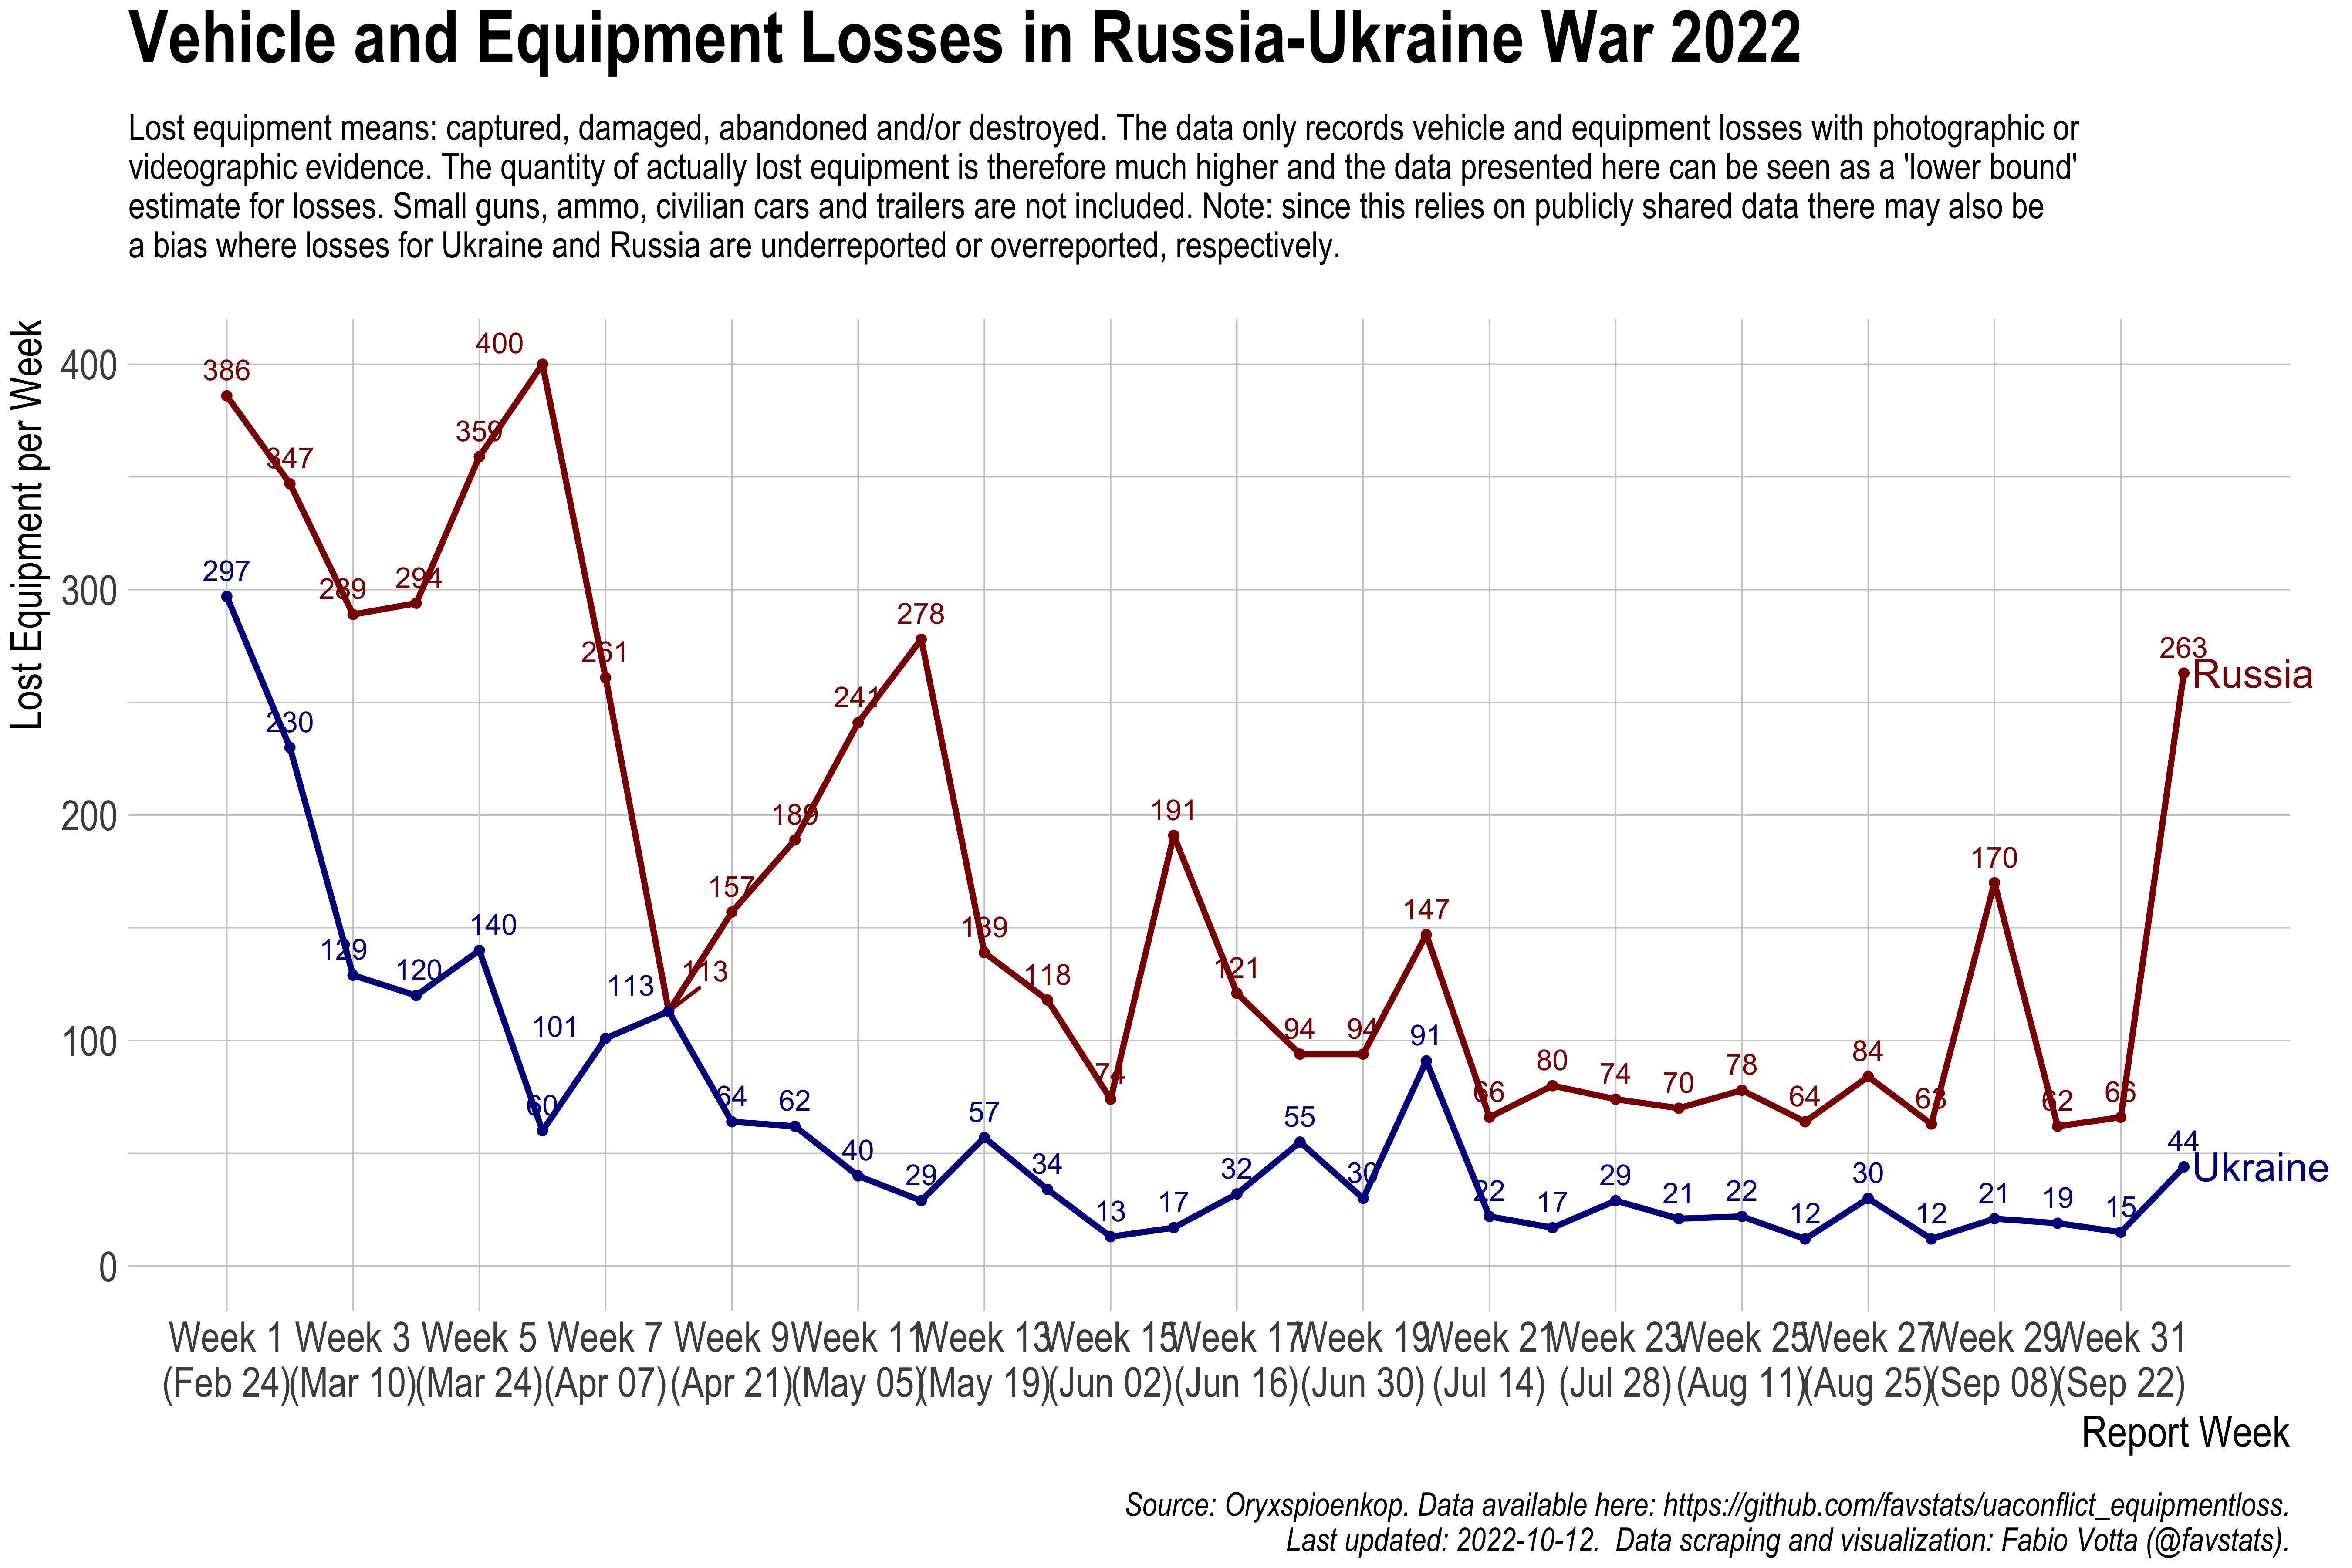 Vehicle and Equipment Losses in Russia-Ukraine War 2022
Lost equipment means: captured, damaged, abandoned and/or destroyed. The data only records vehicle and equipment losses with photographic or
videographic evidence. The quantity of actually lost equipment is therefore much higher and the data presented here can be seen as a 'lower bound'
estimate for losses. Small guns, ammo, civilian cars and trailers are not included. Note: since this relies on publicly shared data there may also be
a bias where losses for Ukraine and Russia are underreported or overreported, respectively.
Lost Equipment per Week
400
300
200
100
0
386 347 289 294 359 400 261 113 157 189 241 278 139 118 74 191 121 94 94 147 66 80 74 70 78 64 84 63 170 62 66 263
Russia
297 230 129 120 140 60 101 113 64 62 40 29 57 34 13 17 32 55 30 91 22 17 29 21 22 12 30 12 21 19 15 44
Ukraine
Week 1 Week 3 Week 5 Week 7 Week 9 Week 11 Week 13 Week 15 Week 17 Week 19 Week 21 Week 23 Week 25 Week 27 Week 29 Week 31
(Feb 24) (Mar 10) (Mar 24) (Apr 07) (Apr 21) (May 05) (May 19) (Jun 02) (Jun 16) (Jun 30) (Jul 14) (Jul 28) (Aug 11) (Aug 25) (Sep 08) (Sep 22)
Report Week
Source: Oryxspioenkop. Data available here: https://github.com/favstats/uaconflict_equipmentloss.
Last updated: 2022-10-12.  Data scraping and visualization: Fabio Votta (@favstats).